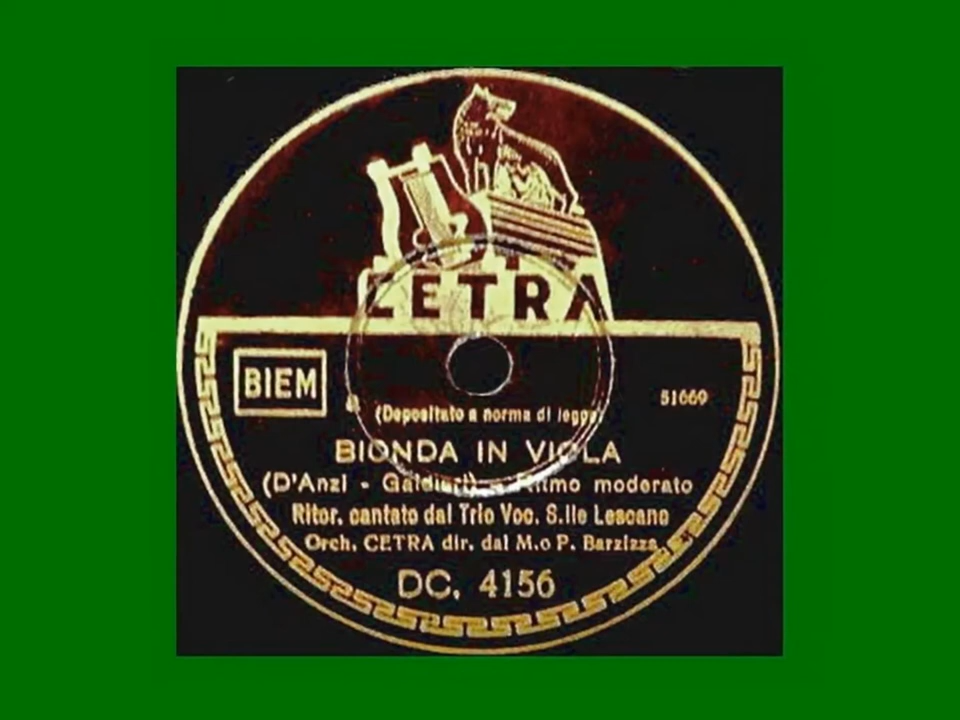 CETRA
BIEM
51669
(Depositato a norma di legge)
BIONDA IN VIOLA
(D'Anzi - Galdieri) - Ritmo moderato
Ritor. cantato dal Trio Voc. S.lle Lescano
Orch. CETRA dir. dal M.o P. Barzizza
DC. 4156